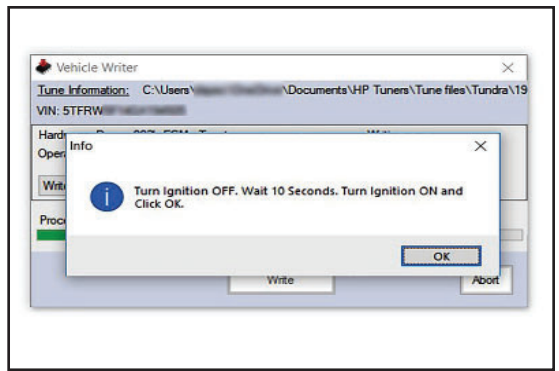 Vehicle Writer
Tune Information: C:\Users\ \Documents\HP Tuners\Tune files\Tundra\19
VIN: 5TFRW
Info
Turn Ignition OFF. Wait 10 Seconds. Turn Ignition ON and
Click OK.
OK
Write
Abort